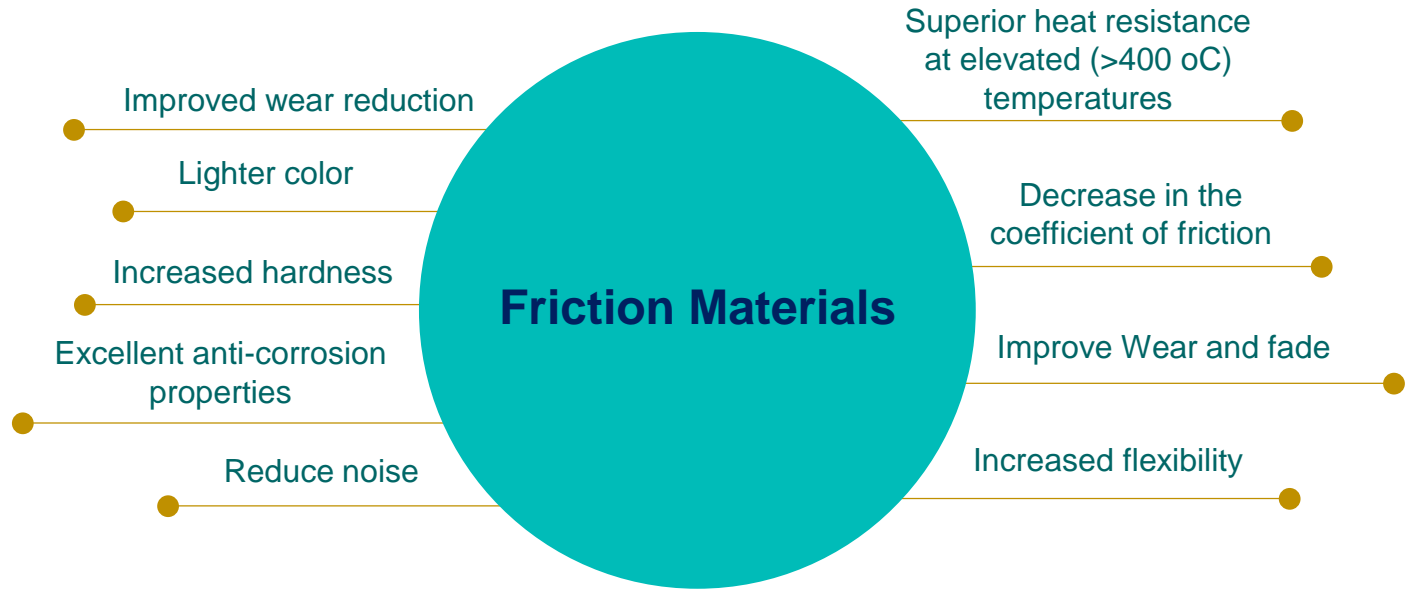 Improved wear reduction
Lighter color
Increased hardness
Excellent anti-corrosion
properties
Reduce noise
Friction Materials
Superior heat resistance
at elevated (>400 oC)
temperatures
Decrease in the
coefficient of friction
Improve Wear and fade
Increased flexibility